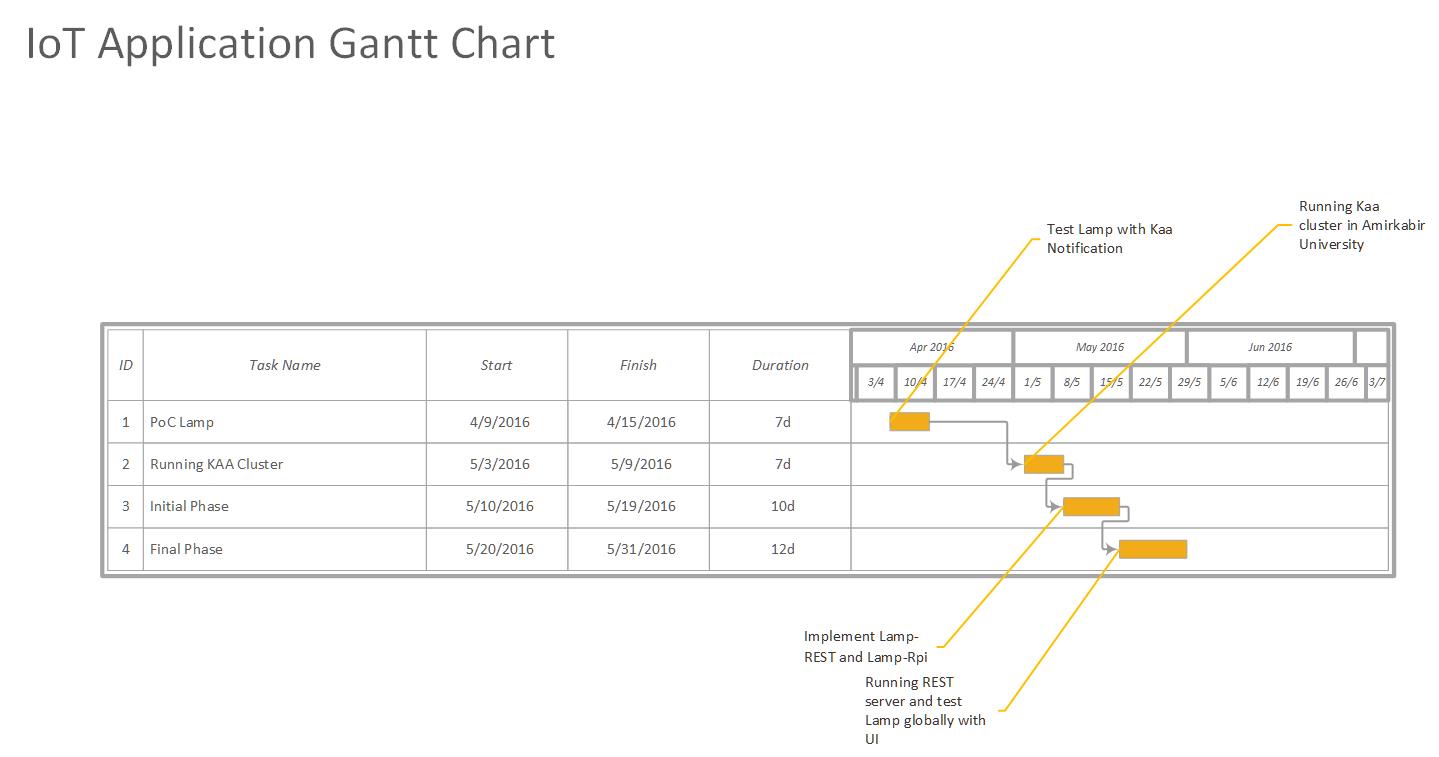 IoT Application Gantt Chart
Running Kaa
cluster in Amirkabir
University
Test Lamp with Kaa
Notification
ID Task Name Start Finish Duration
Apr 2016 May 2016 Jun 2016
3/4 10/4 17/4 24/4 1/5 8/5 15/5 22/5 29/5 5/6 12/6 19/6 26/6 3/7
1 PoC Lamp 4/9/2016 4/15/2016 7d
2 Running KAA Cluster 5/3/2016 5/9/2016 7d
3 Initial Phase 5/10/2016 5/19/2016 10d
4 Final Phase 5/20/2016 5/31/2016 12d
Implement Lamp-
REST and Lamp-Rpi
Running REST
server and test
Lamp globally with
UI